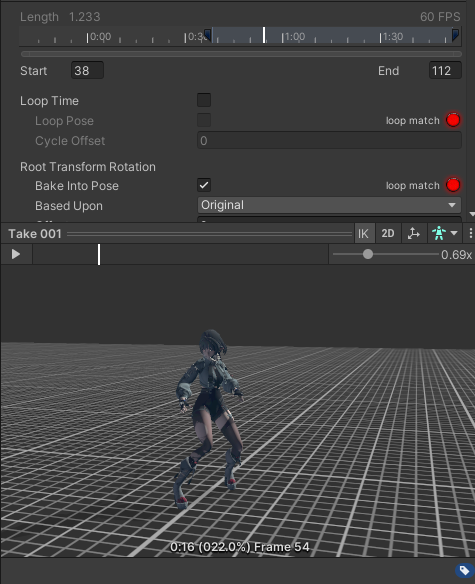 Length 1.233 60 FPS
0:00 0:3 1:00 1:30
Start 38 End 112
Loop Time
Loop Pose loop match
Cycle Offset 0
Root Transform Rotation
Bake Into Pose loop match
Based Upon Original
Take 001 IK 2D
0.69x
0:16 (022.0%) Frame 54